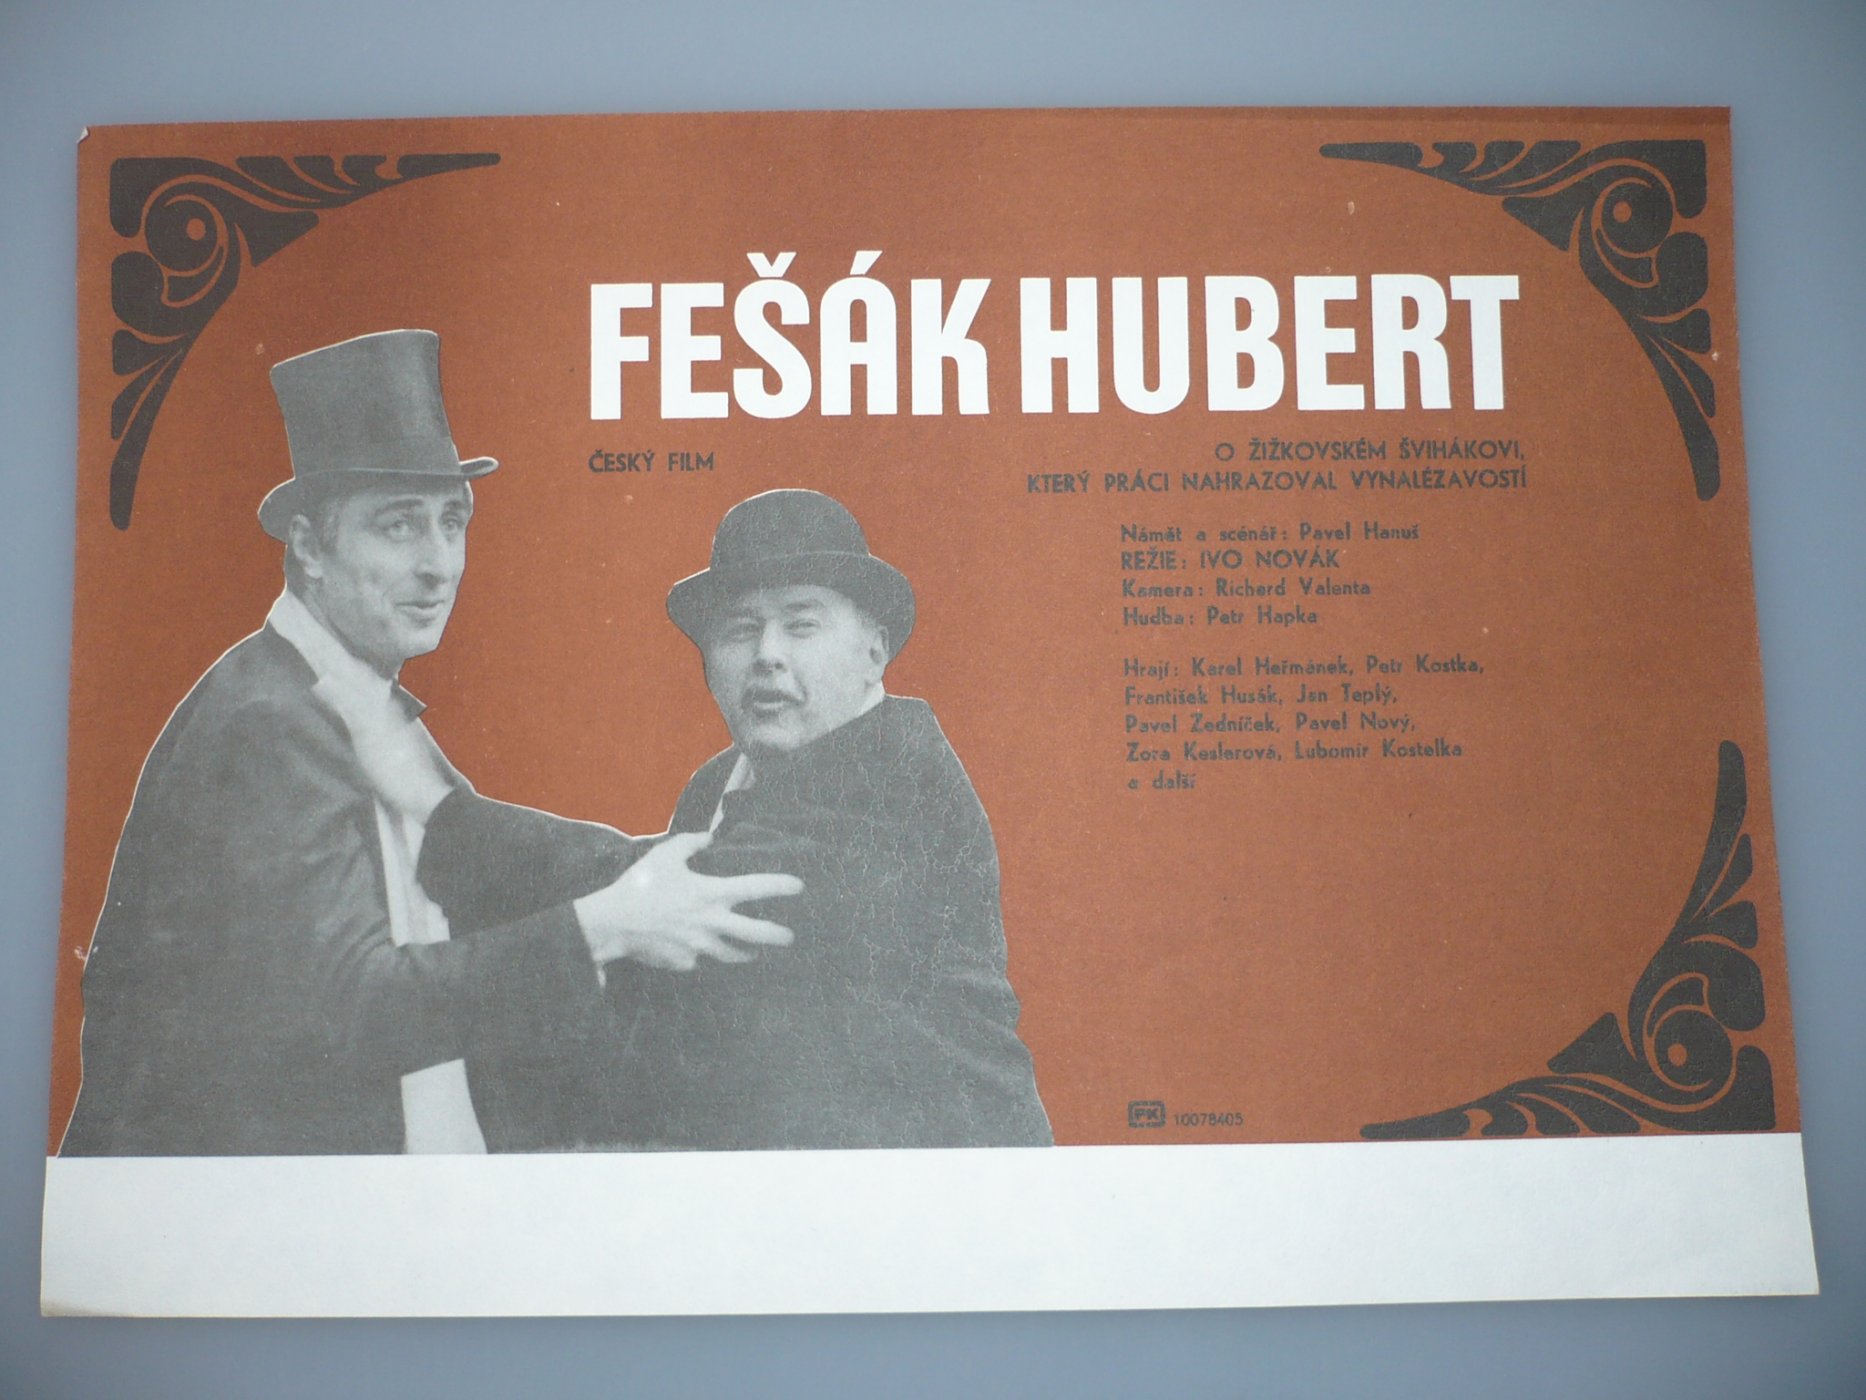 FEŠÁK HUBERT
ČESKÝ FILM
O ŽIŽKOVSKÉM ŠVIHÁKOVI,
KTERÝ PRÁCI NAHRAZOVAL VYNALÉZAVOSTÍ
Námět a scénář: Pavel Hanuš
REŽIE: IVO NOVÁK
Kamera: Richard Valenta
Hudba: Petr Hapka
Hrají: Karel Heřmánek, Petr Kostka,
František Husák, Jan Teplý,
Pavel Zedníček, Pavel Nový,
Zora Keslerová, Lubomír Kostelka
a další
FK 10078405